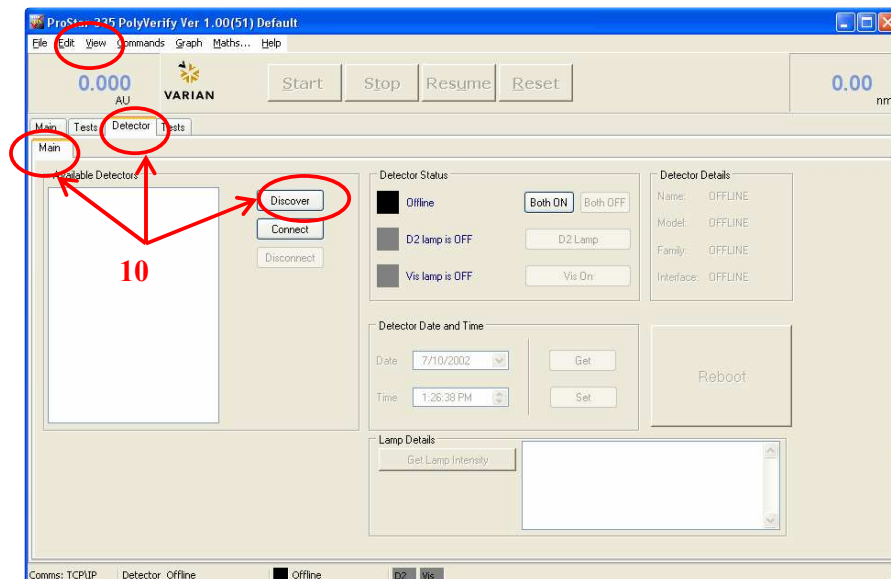 ProStar 335 PolyVerify Ver 1.00(51) Default
File Edit View Commands Graph Maths... Help
0.000
AU
VARIAN
Start Stop Resume Reset
0.00
nm
Main Tests Detector Tests
Main
Available Detectors
Discover
Connect
Disconnect
10
Detector Status
Offline Both ON Both OFF
D2 lamp is OFF D2 Lamp
Vis lamp is OFF Vis On
Detector Details
Name: OFFLINE
Model: OFFLINE
Family: OFFLINE
Interface: OFFLINE
Detector Date and Time
Date 7/10/2002 Get
Time 1:26:38 PM Set
Reboot
Lamp Details
Get Lamp Intensity
Comms: TCP\IP Detector Offline Offline D2 Vis